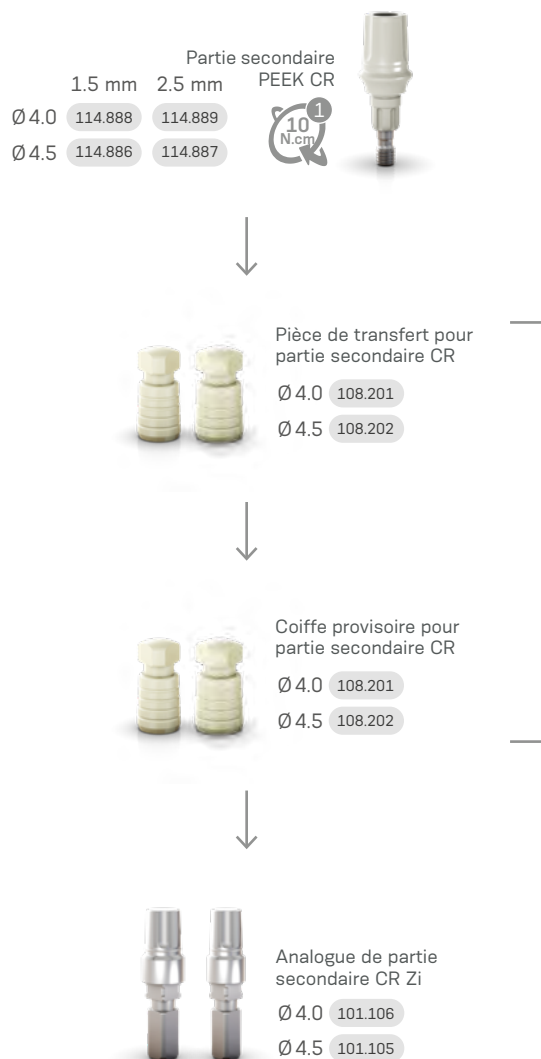 Partie secondaire
PEEK CR
1.5 mm 2.5 mm
Ø 4.0 114.888 114.889
Ø 4.5 114.886 114.887
1
10
N.cm
Pièce de transfert pour
partie secondaire CR
Ø 4.0 108.201
Ø 4.5 108.202
Coiffe provisoire pour
partie secondaire CR
Ø 4.0 108.201
Ø 4.5 108.202
Analogue de partie
secondaire CR Zi
Ø 4.0 101.106
Ø 4.5 101.105